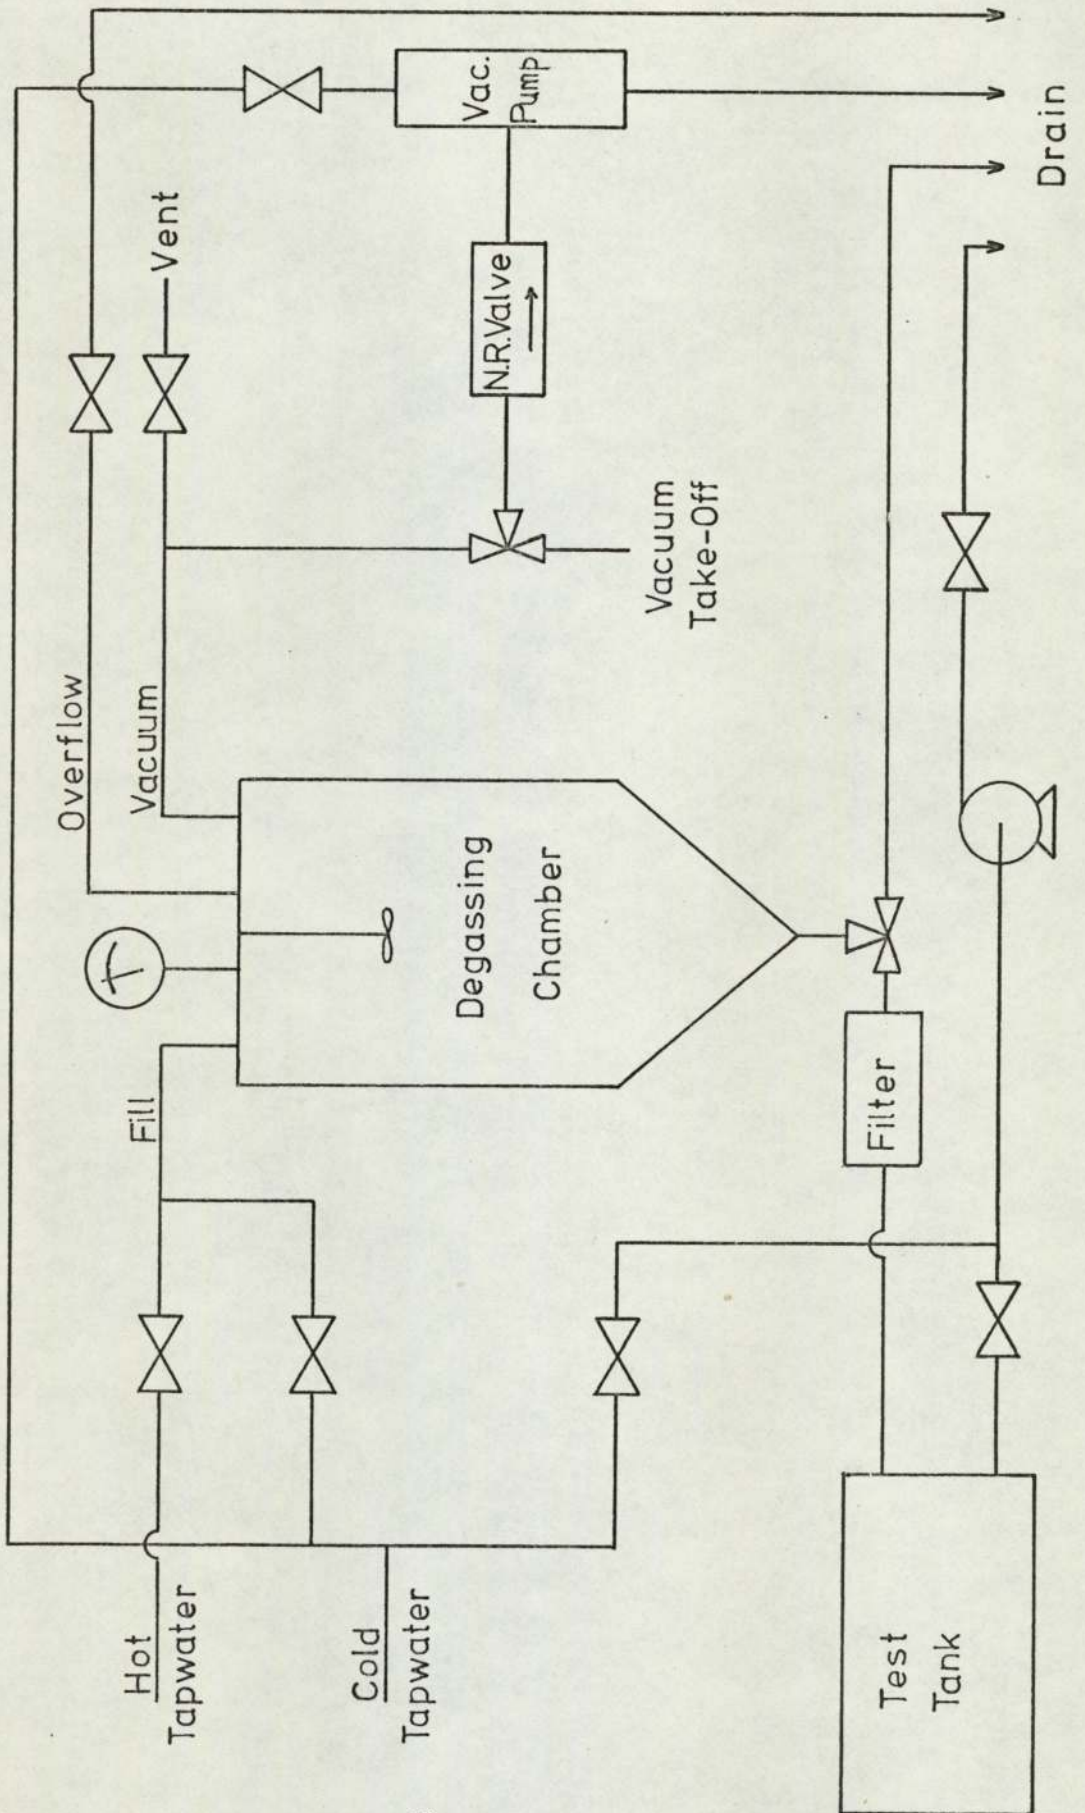 Hot
Tapwater
Cold
Tapwater
Fill
Overflow
Vacuum
Vent
Degassing
Chamber
Vacuum
Take-Off
N.R.Valve
Vac.
Pump
Filter
Test
Tank
Drain